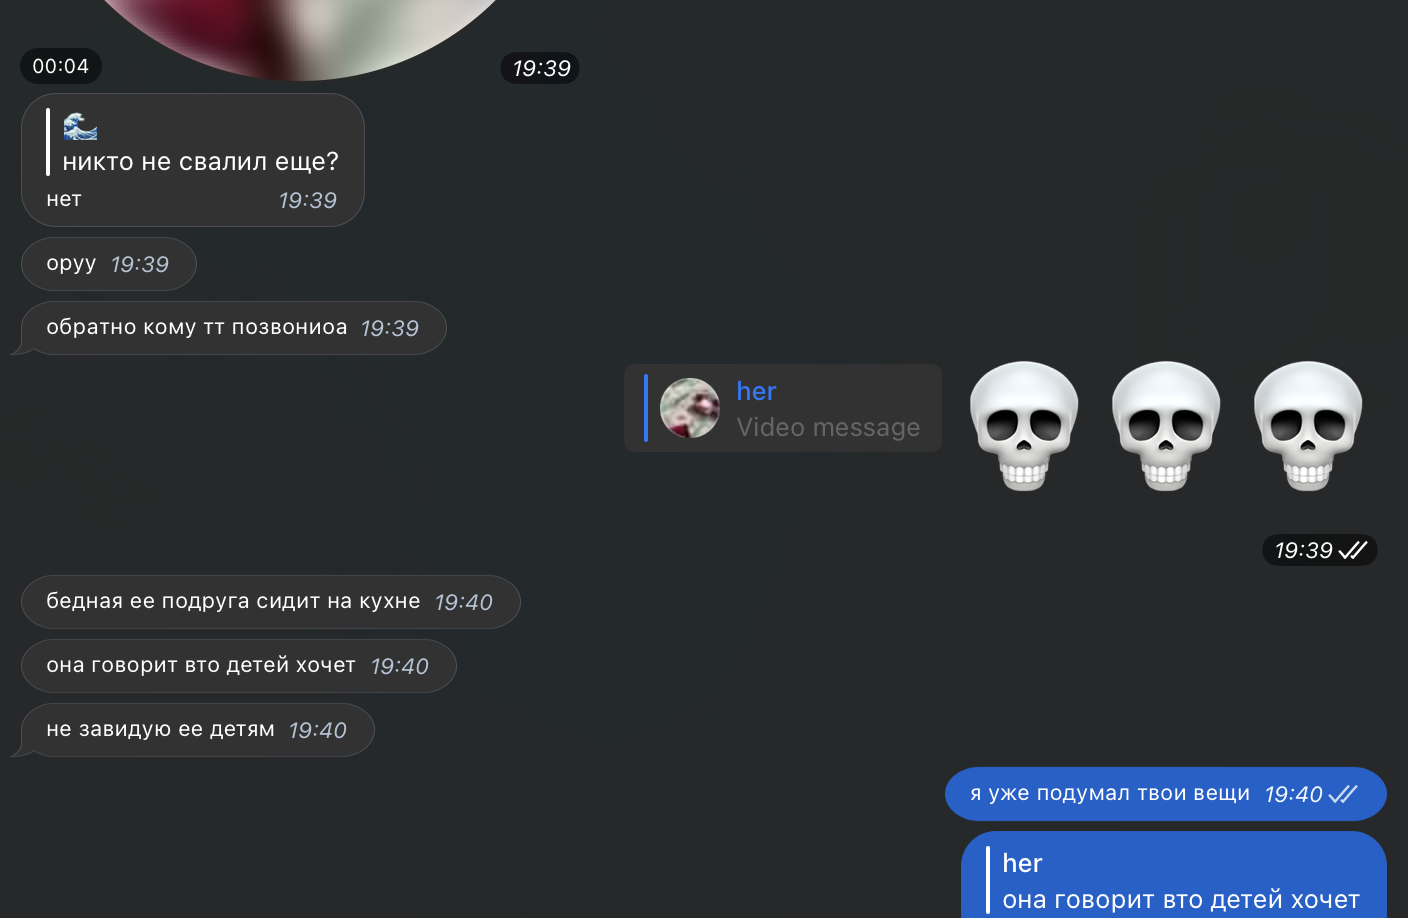 00:04
19:39
🌊
никто не свалил еще?
нет 19:39
оруу 19:39
обратно кому тт позвониоа 19:39
her
Video message
💀💀💀
19:39
бедная ее подруга сидит на кухне 19:40
она говорит вто детей хочет 19:40
не завидую ее детям 19:40
я уже подумал твои вещи 19:40
her
она говорит вто детей хочет